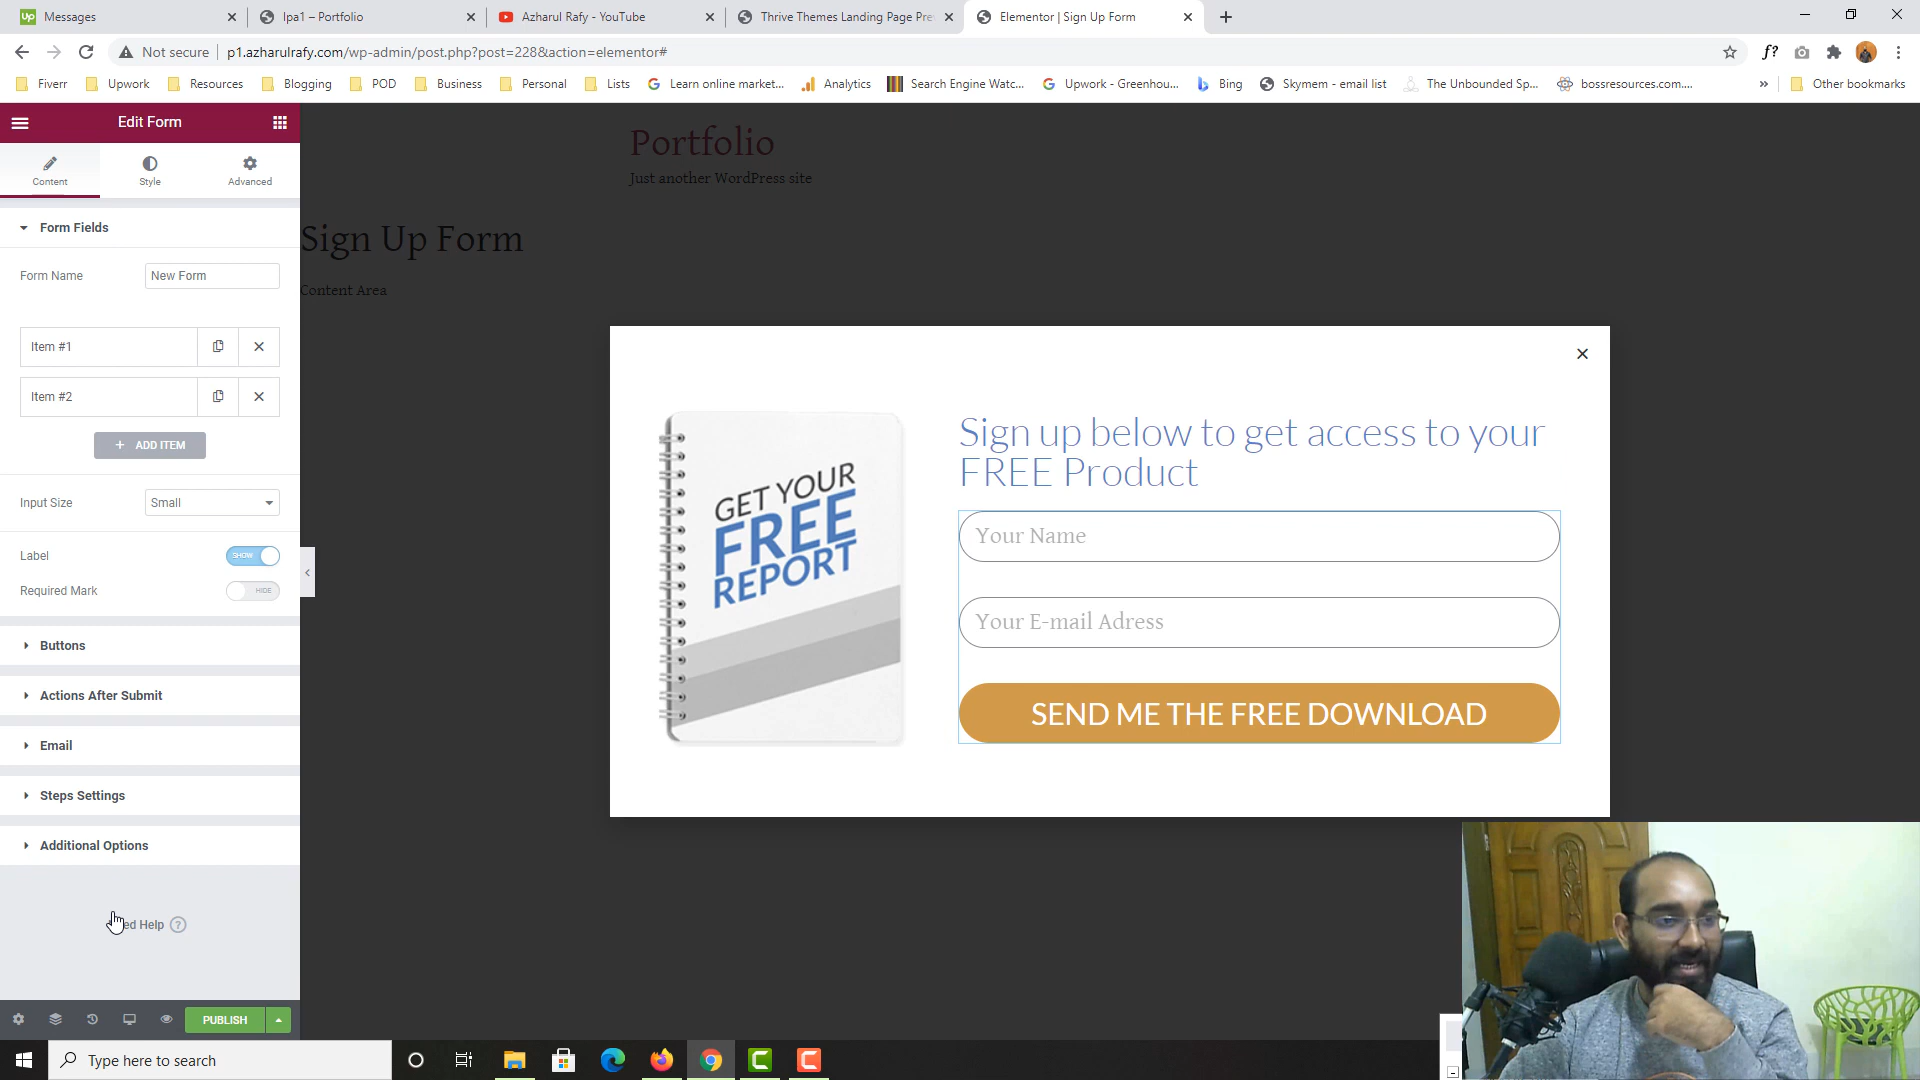 Up Messages
lpa1 – Portfolio
Azharul Rafy - YouTube
Thrive Themes Landing Page Pre
Elementor | Sign Up Form
Not secure
p1.azharulrafy.com/wp-admin/post.php?post=228&action=elementor#
f?
Fiverr
Upwork
Resources
Blogging
POD
Business
Personal
Lists
Learn online market...
Analytics
Search Engine Watc...
Upwork - Greenhou...
Bing
Skymem - email list
The Unbounded Sp...
bossresources.com....
»
Other bookmarks
Edit Form
Content
Style
Advanced
Form Fields
Form Name
New Form
Item #1
Item #2
+ ADD ITEM
Input Size
Small
Label
SHOW
Required Mark
HIDE
Buttons
Actions After Submit
Email
Steps Settings
Additional Options
ed Help ?
PUBLISH
Portfolio
Just another WordPress site
Sign Up Form
Content Area
GET YOUR
FREE
REPORT
Sign up below to get access to your
FREE Product
Your Name
Your E-mail Adress
SEND ME THE FREE DOWNLOAD
Type here to search